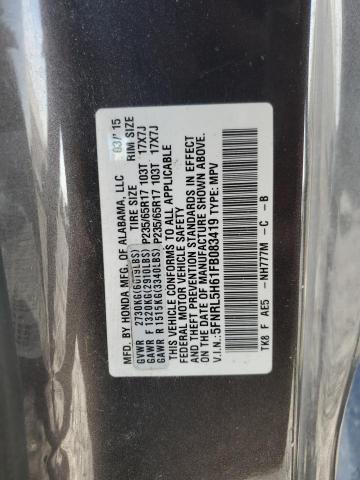 MFD. BY HONDA MFG. OF ALABAMA, LLC 03/15
TIRE SIZE RIM SIZE
GVWR 2730KG(6019LBS)
GAWR F 1320KG(2910LBS) P235/65R17 103T 17X7J
GAWR R 1515KG(3340LBS) P235/65R17 103T 17X7J
THIS VEHICLE CONFORMS TO ALL APPLICABLE
FEDERAL MOTOR VEHICLE SAFETY
AND THEFT PREVENTION STANDARDS IN EFFECT
ON THE DATE OF MANUFACTURE SHOWN ABOVE.
V.I.N.: 5FNRL5H61FB083419 TYPE: MPV
TK8 F AE5 -NH777M -C -B